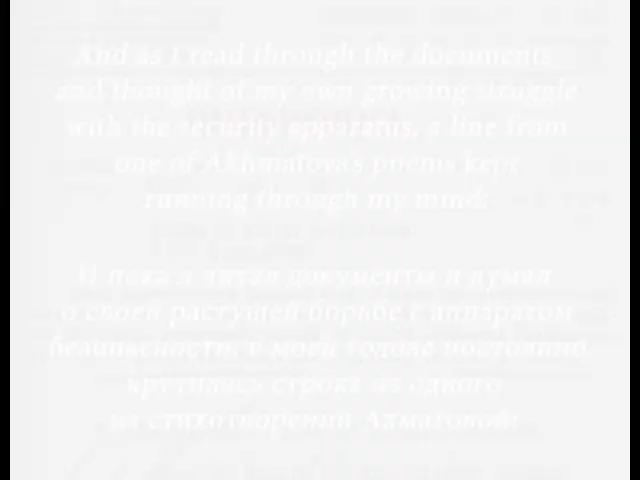 And as I read through the documents
and thought of my own growing struggle
with the security apparatus, a line from
one of Akhmatova's poems kept
running through my mind:
И пока я читал документы и думал
о своей растущей борьбе с аппаратом
безопасности, в моей голове постоянно
крутилась строка из одного
из стихотворений Ахматовой: